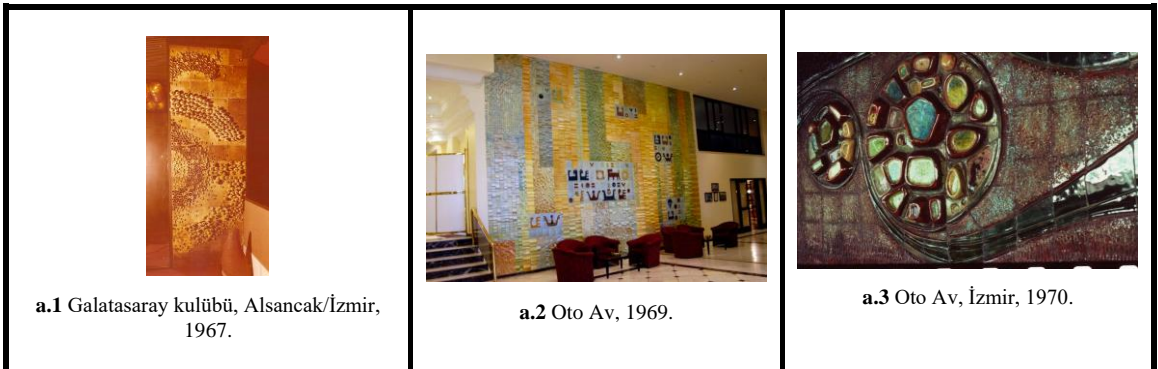 a.1 Galatasaray kulübü, Alsancak/İzmir,
1967.
a.2 Oto Av, 1969.
a.3 Oto Av, İzmir, 1970.